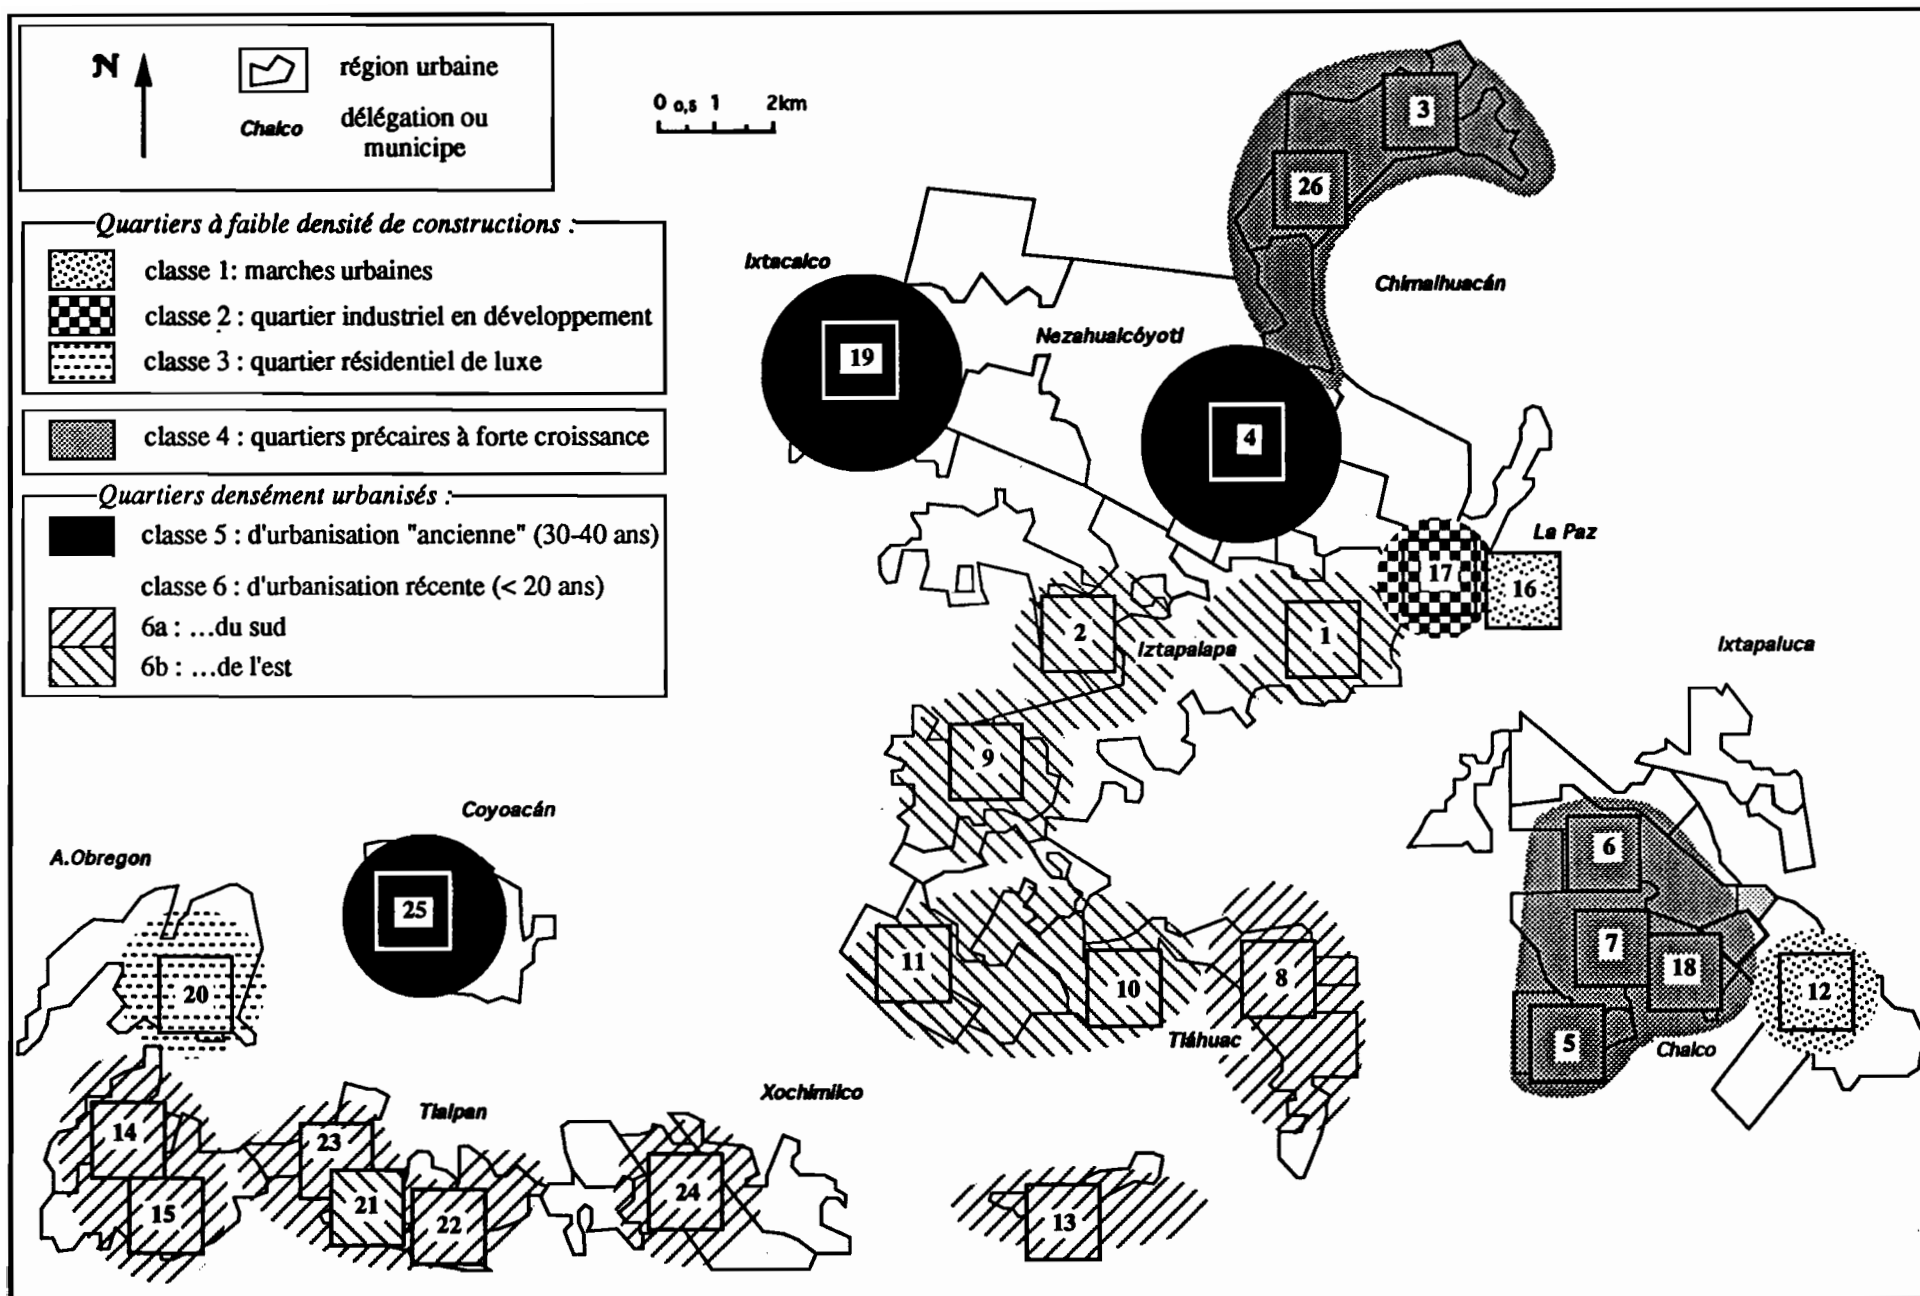 N
région urbaine
Chalco
délégation ou
municipe
0 0,5 1 2km
Quartiers à faible densité de constructions :
classe 1: marches urbaines
classe 2 : quartier industriel en développement
classe 3 : quartier résidentiel de luxe
classe 4 : quartiers précaires à forte croissance
Quartiers densément urbanisés :
classe 5 : d'urbanisation "ancienne" (30-40 ans)
classe 6 : d'urbanisation récente (< 20 ans)
6a : ...du sud
6b : ...de l'est
3
26
Ixtacalco
Chimalhuacán
Nezahualcóyotl
19
4
La Paz
17
16
2
1
Iztapalapa
Ixtapaluca
9
Coyoacán
A.Obregon
6
25
7
18
11
10
8
20
12
5
Tláhuac
Chalco
Xochimilco
Tlalpan
14
23
24
21
22
15
13